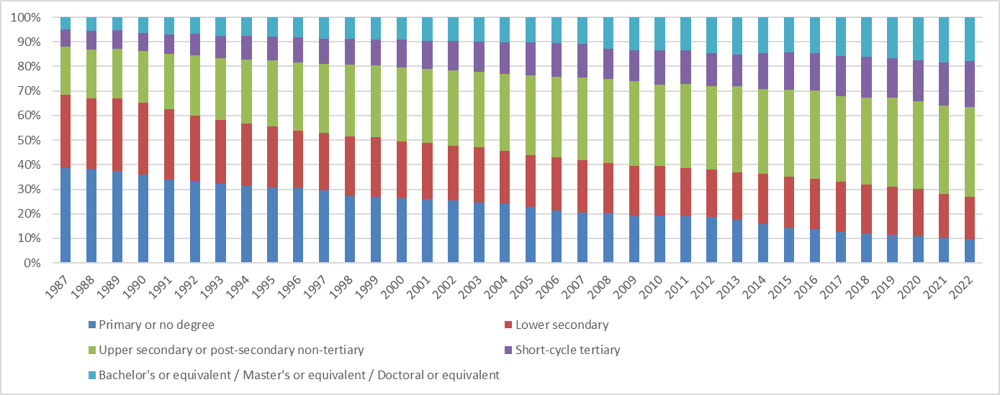 100%
90%
80%
70%
60%
50%
40%
30%
20%
10%
0%
1987 1988 1989 1990 1991 1992 1993 1994 1995 1996 1997 1998 1999 2000 2001 2002 2003 2004 2005 2006 2007 2008 2009 2010 2011 2012 2013 2014 2015 2016 2017 2018 2019 2020 2021 2022
Primary or no degree
Lower secondary
Upper secondary or post-secondary non-tertiary
Short-cycle tertiary
Bachelor's or equivalent / Master's or equivalent / Doctoral or equivalent